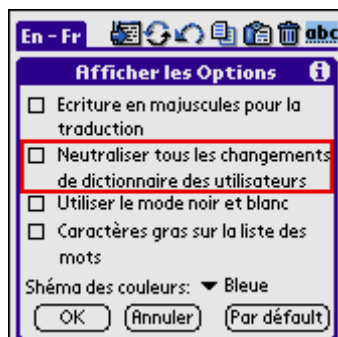 En - Fr abc
Afficher les Options i
Ecriture en majuscules pour la
traduction
Neutraliser tous les changements
de dictionnaire des utilisateurs
Utiliser le mode noir et blanc
Caractères gras sur la liste des
mots
Shéma des couleurs: Bleue
OK Annuler Par défault